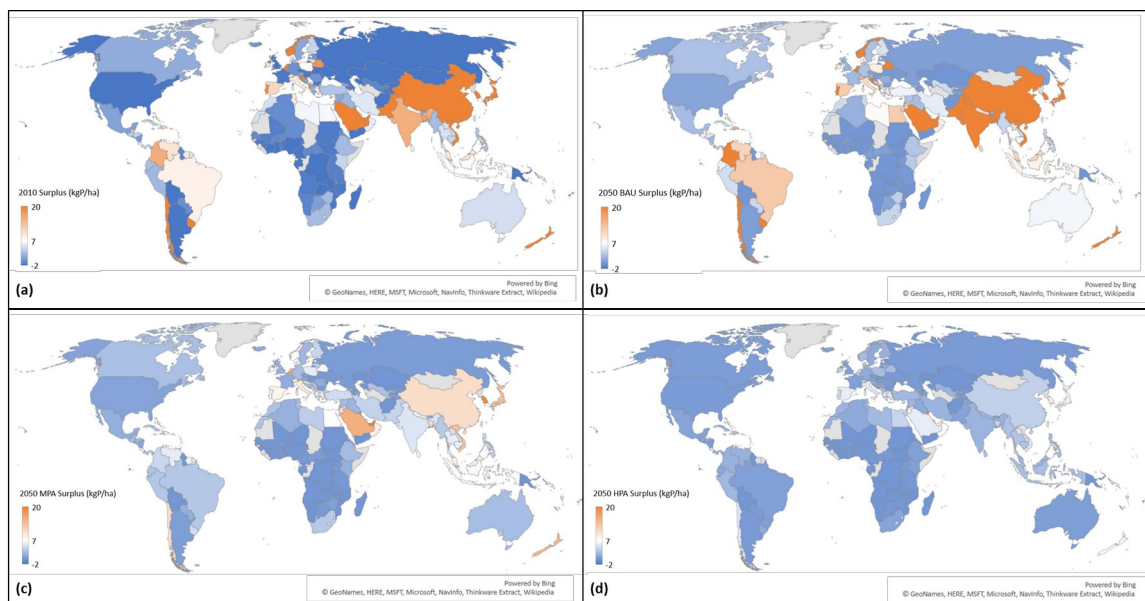 2010 Surplus (kgP/ha)
20
7
-2
(a)
Powered by Bing
© GeoNames, HERE, MSFT, Microsoft, NavInfo, Thinkware Extract, Wikipedia
2050 BAU Surplus (kgP/ha)
20
7
-2
(b)
Powered by Bing
© GeoNames, HERE, MSFT, Microsoft, NavInfo, Thinkware Extract, Wikipedia
2050 MPA Surplus (kgP/ha)
20
7
-2
(c)
Powered by Bing
© GeoNames, HERE, MSFT, Microsoft, NavInfo, Thinkware Extract, Wikipedia
2050 HPA Surplus (kgP/ha)
20
7
-2
(d)
Powered by Bing
© GeoNames, HERE, MSFT, Microsoft, NavInfo, Thinkware Extract, Wikipedia